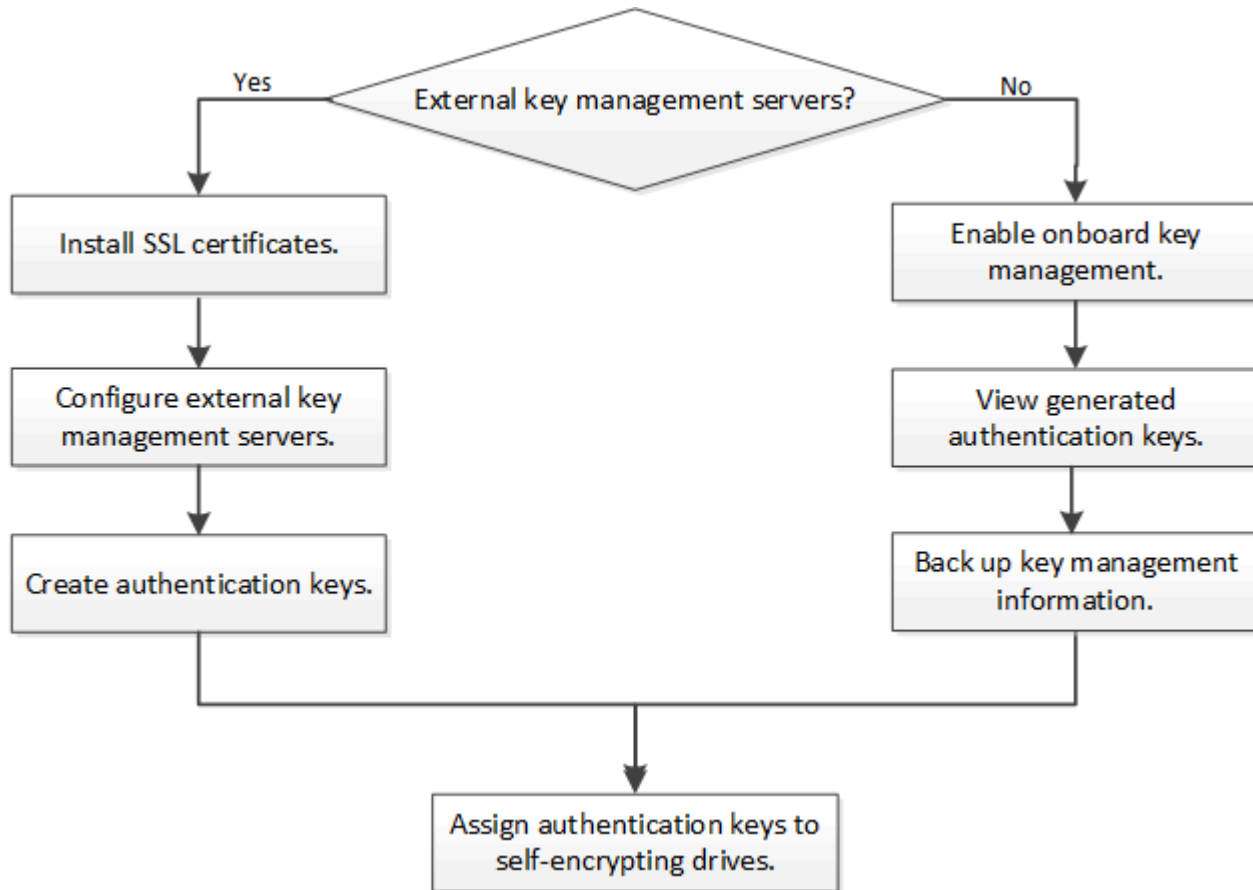 External key management servers?
Yes
No
Install SSL certificates.
Configure external key
management servers.
Create authentication keys.
Enable onboard key
management.
View generated
authentication keys.
Back up key management
information.
Assign authentication keys to
self-encrypting drives.